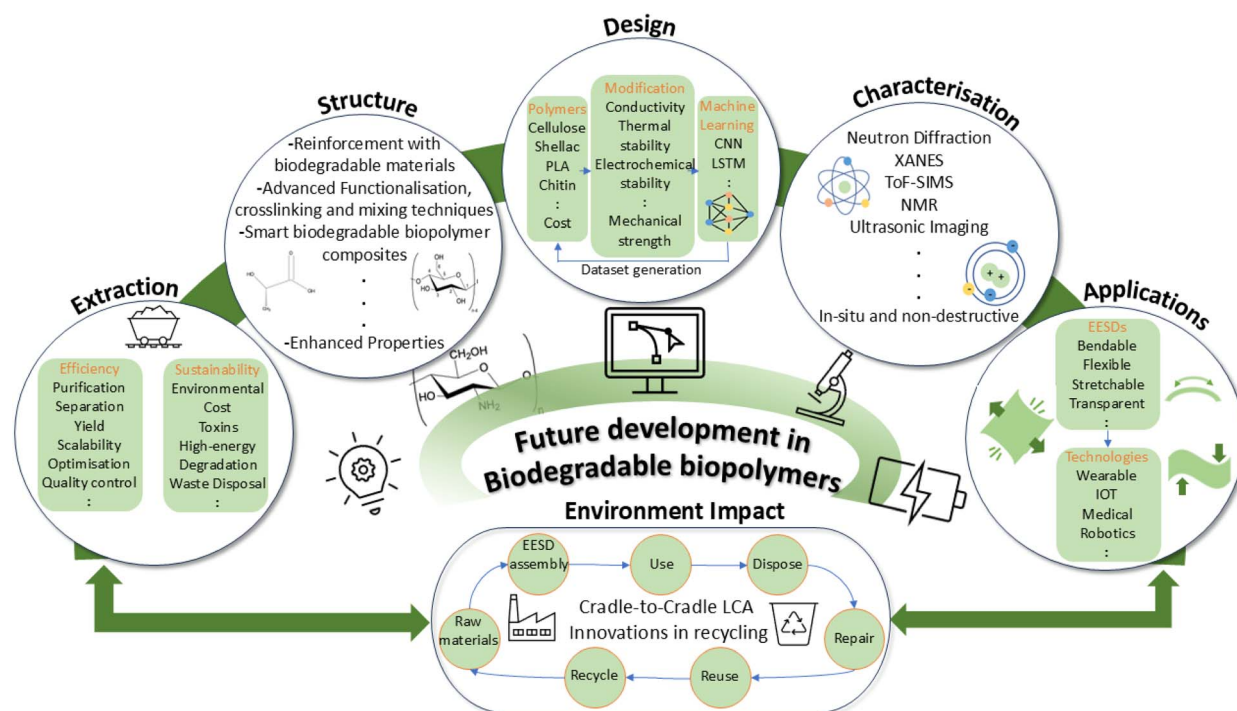 Design
Polymers
Cellulose
Shellac
PLA
Chitin
:
Cost
Modification
Conductivity
Thermal
stability
Electrochemical
stability
:
Mechanical
strength
Machine
Learning
CNN
LSTM
:
Dataset generation
Structure
-Reinforcement with
biodegradable materials
-Advanced Functionalisation,
crosslinking and mixing techniques
-Smart biodegradable biopolymer
composites
.
.
.
-Enhanced Properties
Characterisation
Neutron Diffraction
XANES
ToF-SIMS
NMR
Ultrasonic Imaging
.
.
.
In-situ and non-destructive
Extraction
Efficiency
Purification
Separation
Yield
Scalability
Optimisation
Quality control
:
Sustainability
Environmental
Cost
Toxins
High-energy
Degradation
Waste Disposal
:
Applications
EESDs
Bendable
Flexible
Stretchable
Transparent
:
Technologies
Wearable
IOT
Medical
Robotics
:
CH₂OH
O
HO
NH₂
n
Future development in
Biodegradable biopolymers
Environment Impact
EESD
assembly
Use
Dispose
Raw
materials
Cradle-to-Cradle LCA
Innovations in recycling
Repair
Recycle
Reuse